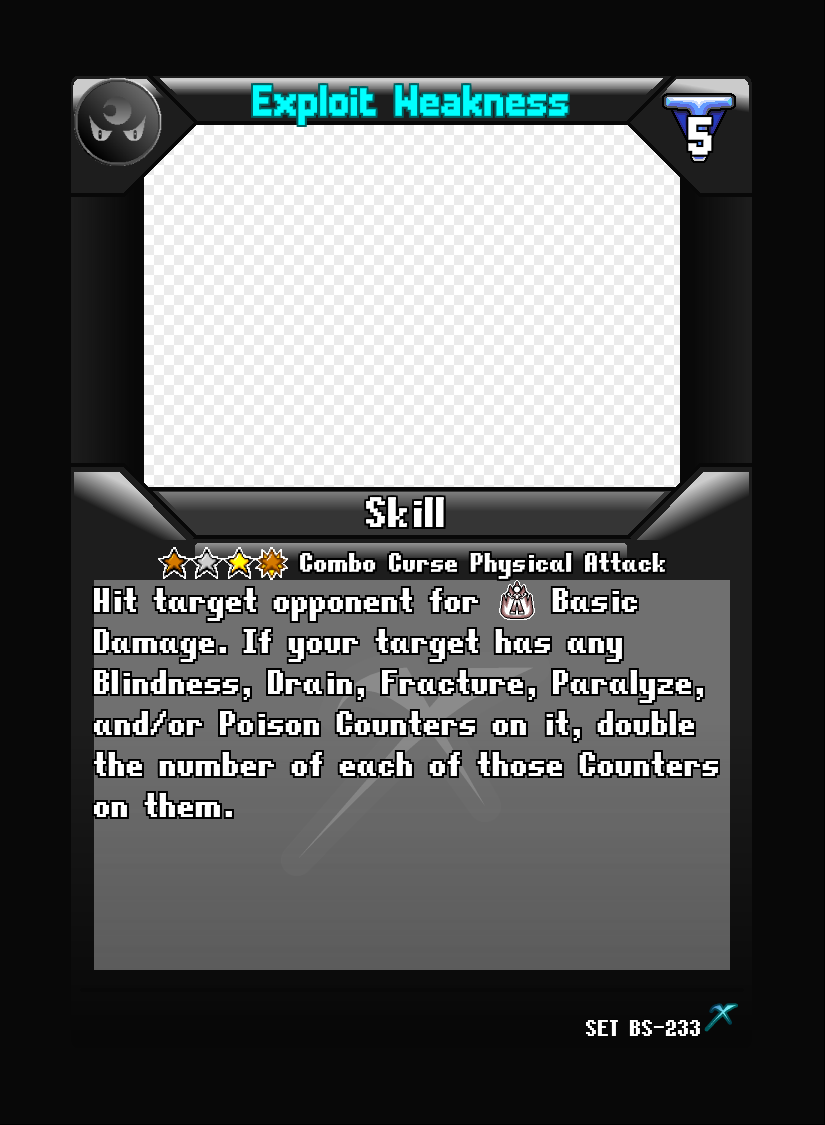 Exploit Weakness
5
Skill
Combo Curse Physical Attack
Hit target opponent for A Basic
Damage. If your target has any
Blindness, Drain, Fracture, Paralyze,
and/or Poison Counters on it, double
the number of each of those Counters
on them.
SET BS-233